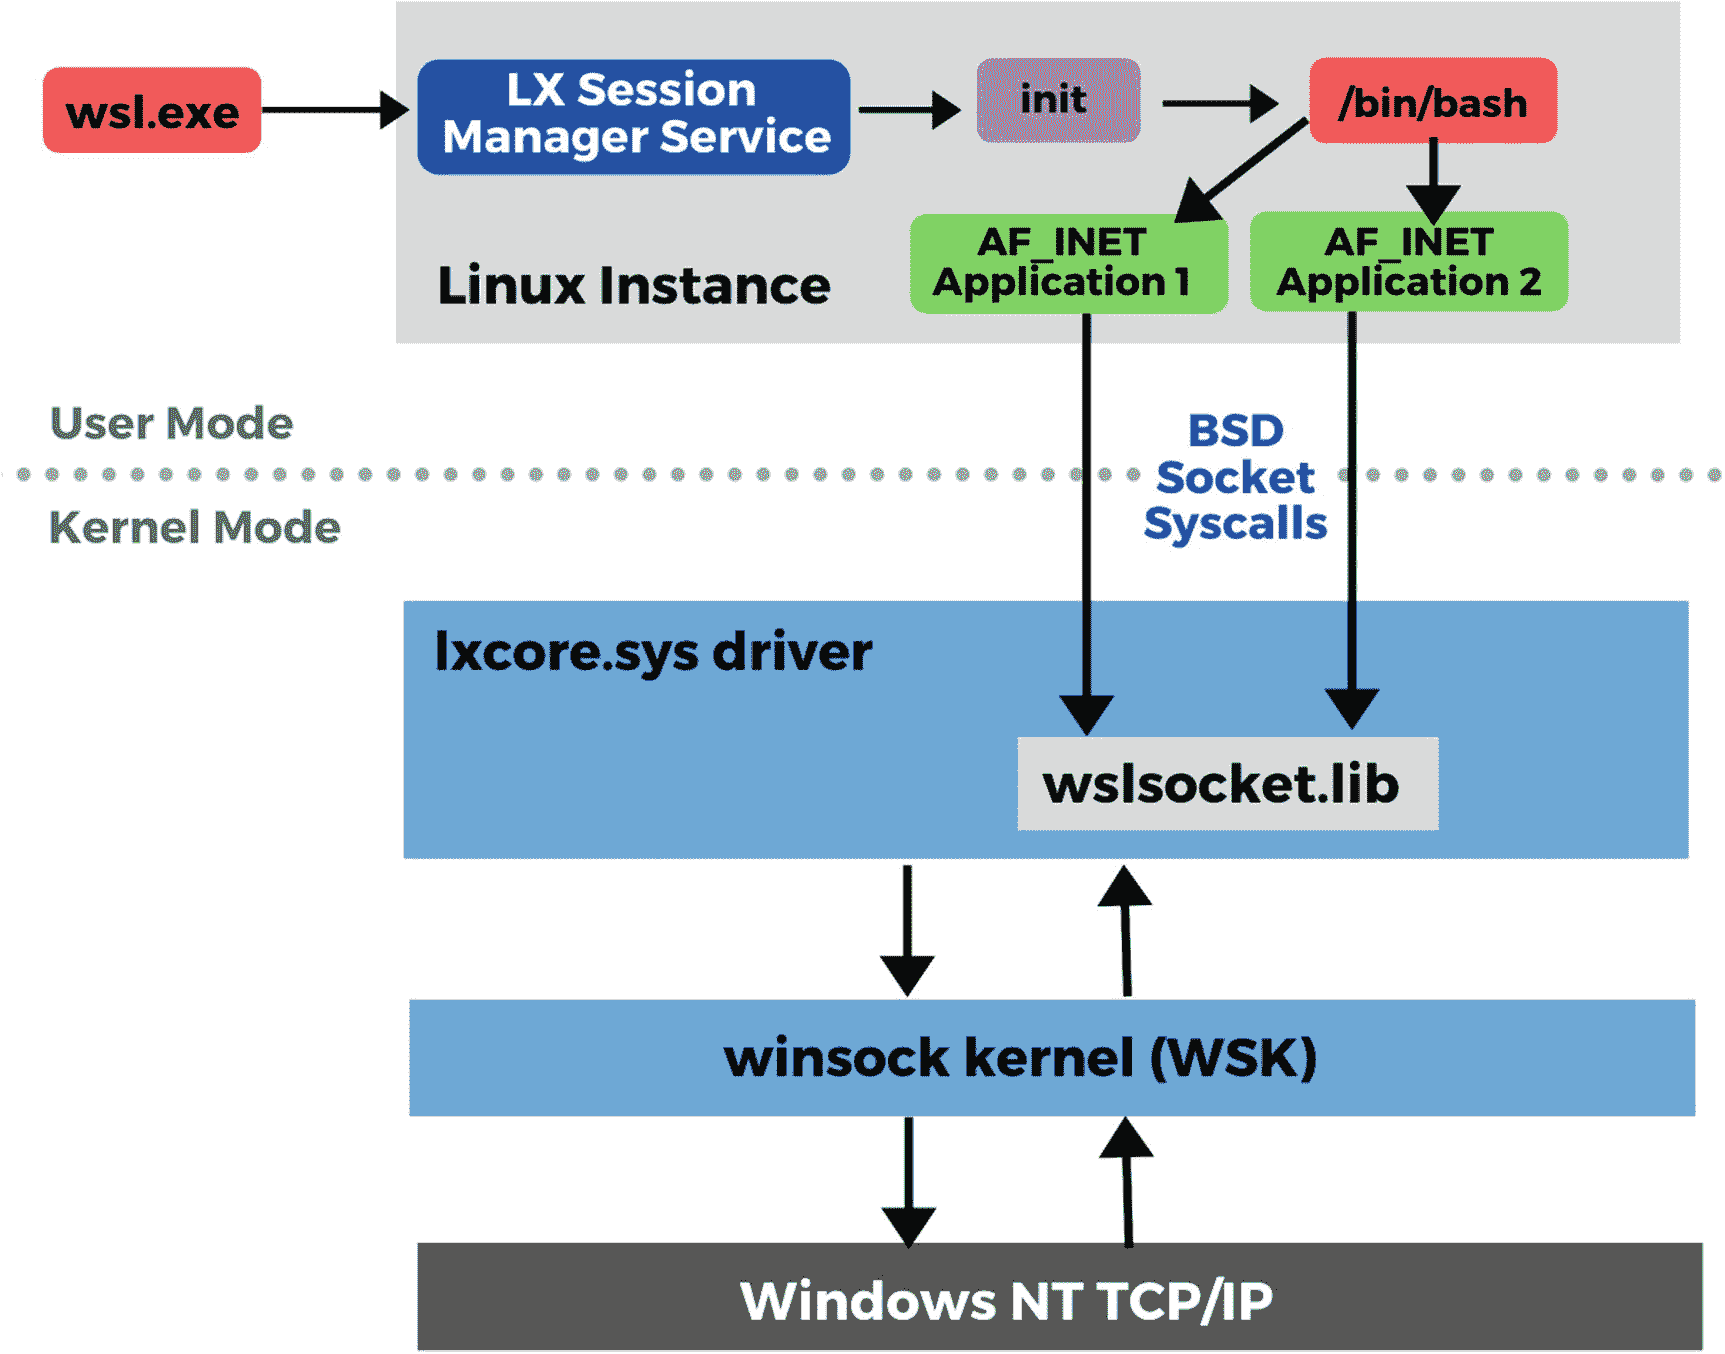 wsl.exe
LX Session
Manager Service
init
/bin/bash
AF_INET
Application 1
AF_INET
Application 2
Linux Instance
User Mode
BSD
Socket
Syscalls
Kernel Mode
lxcore.sys driver
wslsocket.lib
winsock kernel (WSK)
Windows NT TCP/IP